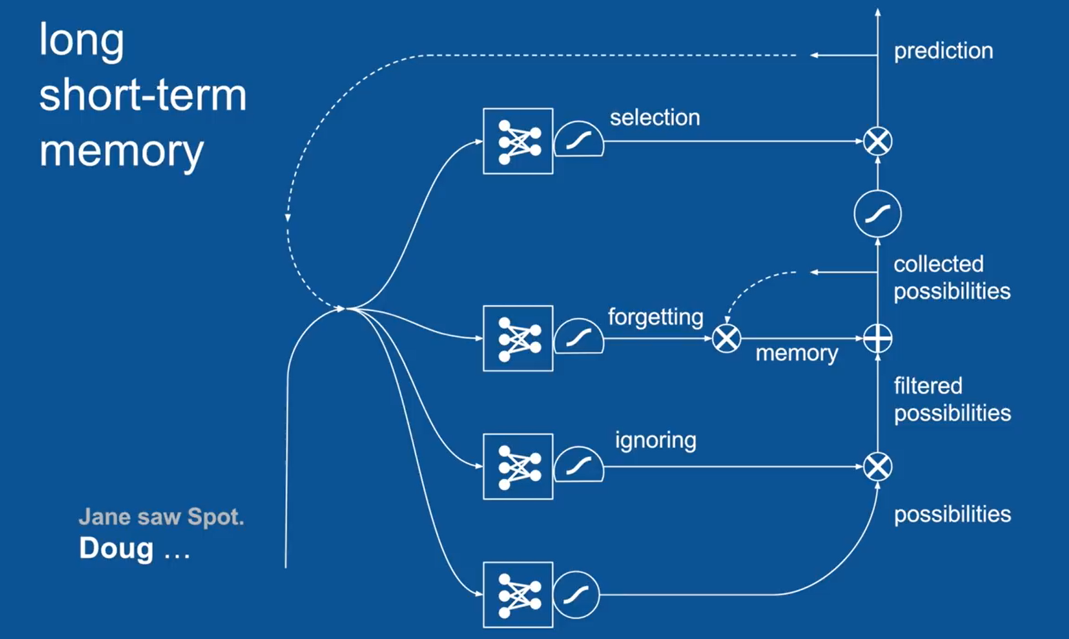 long
short-term
memory
prediction
selection
collected
possibilities
forgetting
memory
filtered
possibilities
ignoring
possibilities
Jane saw Spot.
Doug ...